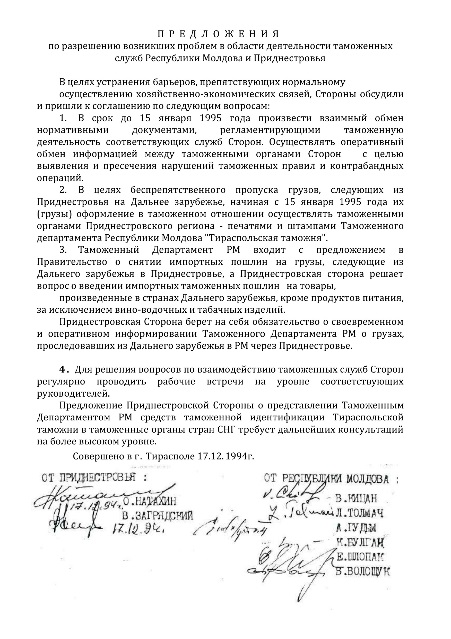 П Р Е Д Л О Ж Е Н И Я
по разрешению возникших проблем в области деятельности таможенных
служб Республики Молдова и Приднестровья
В целях устранения барьеров, препятствующих нормальному
осуществлению хозяйственно-экономических связей, Стороны обсудили
и пришли к соглашению по следующим вопросам:
1. В срок до 15 января 1995 года произвести взаимный обмен
нормативными документами, регламентирующими таможенную
деятельность соответствующих служб Сторон. Осуществлять оперативный
обмен информацией между таможенными органами Сторон с целью
выявления и пресечения нарушений таможенных правил и контрабандных
операций.
2. В целях беспрепятственного пропуска грузов, следующих из
Приднестровья на Дальнее зарубежье, начиная с 15 января 1995 года их
(грузы) оформление в таможенном отношении осуществлять таможенными
органами Приднестровского региона - печатями и штампами Таможенного
департамента Республики Молдова "Тираспольская таможня".
3. Таможенный Департамент РМ входит с предложением в
Правительство о снятии импортных пошлин на грузы, следующие из
Дальнего зарубежья в Приднестровье, а Приднестровская сторона решает
вопрос о введении импортных таможенных пошлин на товары,
произведенные в странах Дальнего зарубежья, кроме продуктов питания,
за исключением вино-водочных и табачных изделий.
Приднестровская Сторона берет на себя обязательство о своевременном
и оперативном информировании Таможенного Департамента РМ о грузах,
проследовавших из Дальнего зарубежья в РМ через Приднестровье.
4. Для решения вопросов по взаимодействию таможенных служб Сторон
регулярно проводить рабочие встречи на уровне соответствующих
руководителей.
Предложение Приднестровской Стороны о представлении Таможенным
Департаментом РМ средств таможенной идентификации Тираспольской
таможни в таможенные органы стран СНГ требует дальнейших консультаций
на более высоком уровне.
Совершено в г. Тирасполе 17.12.1994г.
ОТ ПРИДНЕСТРОВЬЯ : ОТ РЕСПУБЛИКИ МОЛДОВА :
17.12.94г. О.НАТАХИН В.КИЦАН
В.ЗАГРЯДСКИЙ Л.ТОЛМАЧ
17.12.94г. А.ГУДЫМ
К.БУЛГАК
Е.ШЛОПАК
В.ВОЛОЩУК